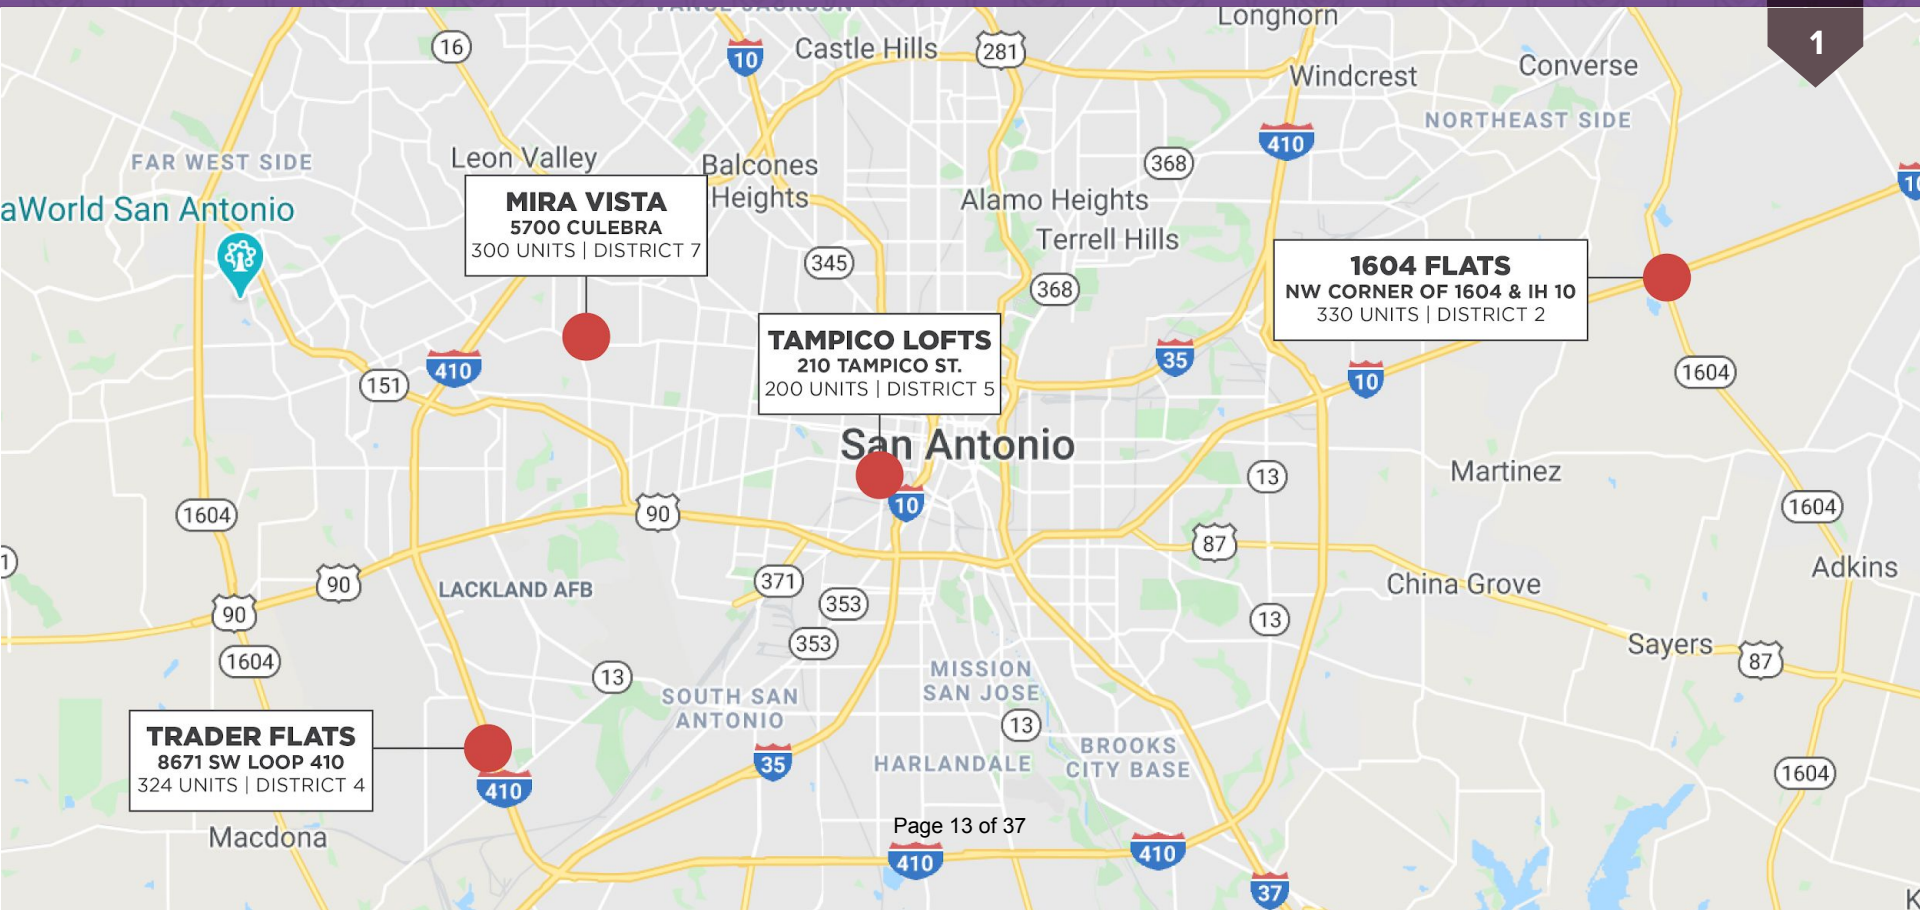 VANCE JACKSON
Longhorn
1
16
10
Castle Hills
281
Windcrest
Converse
NORTHEAST SIDE
410
FAR WEST SIDE
Leon Valley
Balcones
Heights
368
10
aWorld San Antonio
MIRA VISTA
5700 CULEBRA
300 UNITS | DISTRICT 7
Alamo Heights
Terrell Hills
345
368
1604 FLATS
NW CORNER OF 1604 & IH 10
330 UNITS | DISTRICT 2
TAMPICO LOFTS
210 TAMPICO ST.
200 UNITS | DISTRICT 5
35
410
151
10
1604
San Antonio
13
Martinez
10
1604
90
1604
87
1
90
LACKLAND AFB
371
353
China Grove
Adkins
90
13
353
1604
Sayers
87
13
MISSION
SAN JOSE
SOUTH SAN
ANTONIO
13
TRADER FLATS
8671 SW LOOP 410
324 UNITS | DISTRICT 4
35
HARLANDALE
BROOKS
CITY BASE
1604
410
Macdona
Page 13 of 37
410
410
37
K